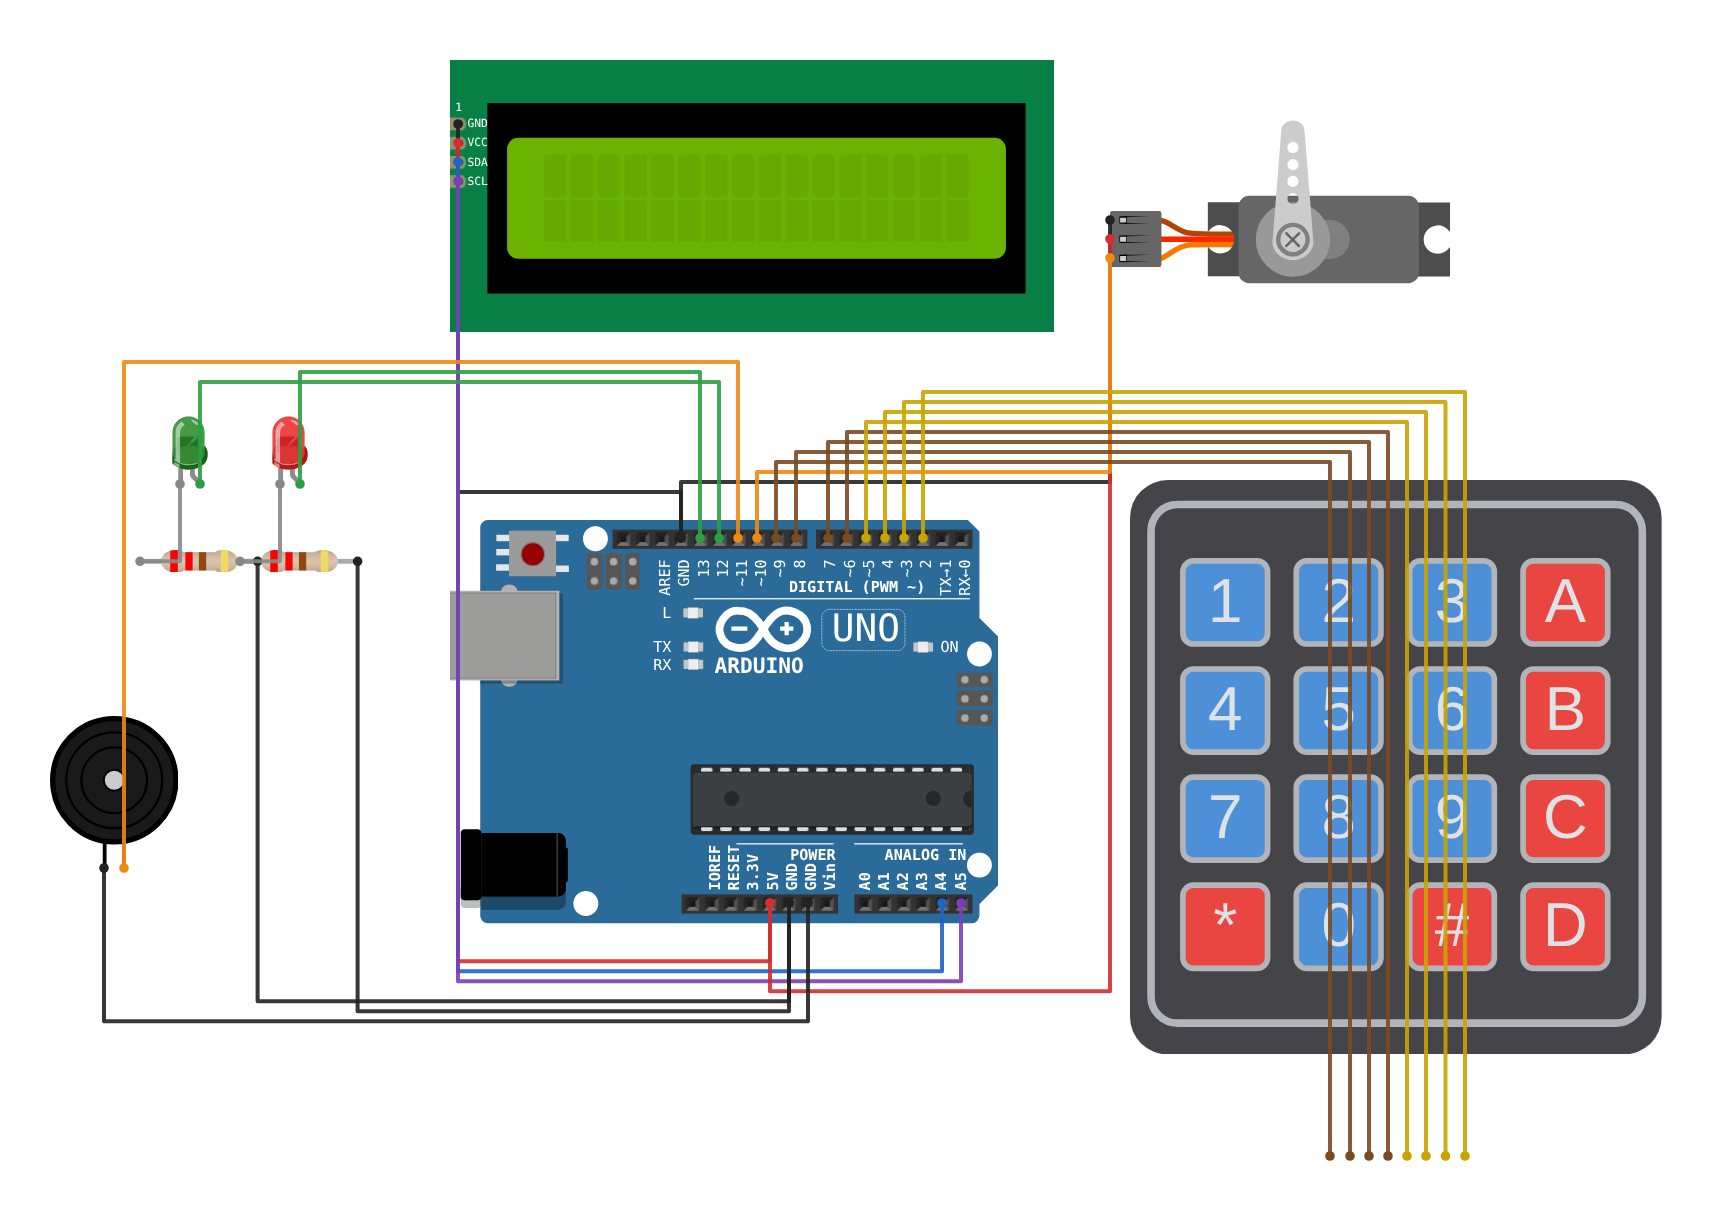 1
GND
VCC
SDA
SCL
AREF
GND
13
12
~11
~10
~9
8
7
~6
~5
4
~3
2
TX→1
RX←0
DIGITAL (PWM ~)
L
TX
RX
ARDUINO
UNO
ON
IOREF
RESET
3.3V
5V
GND
GND
Vin
POWER
ANALOG IN
A0
A1
A2
A3
A4
A5
1 2 3 A
4 5 6 B
7 8 9 C
* 0 # D